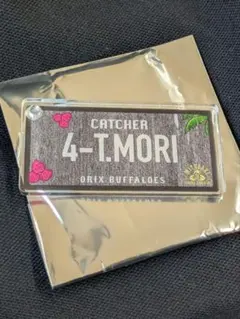 CATCHER
4-T.MORI
ORIX BUFFALOES